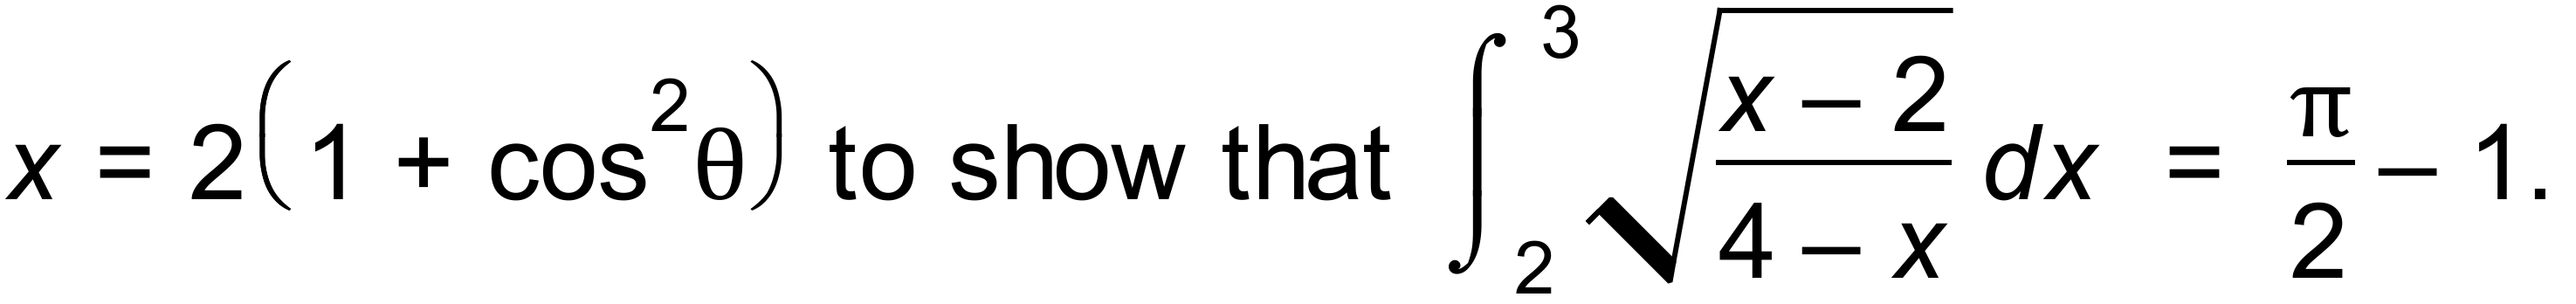 x = 2(1 + cos²θ) to show that ∫₂³ √((x – 2)/(4 – x)) dx = π/2 – 1.